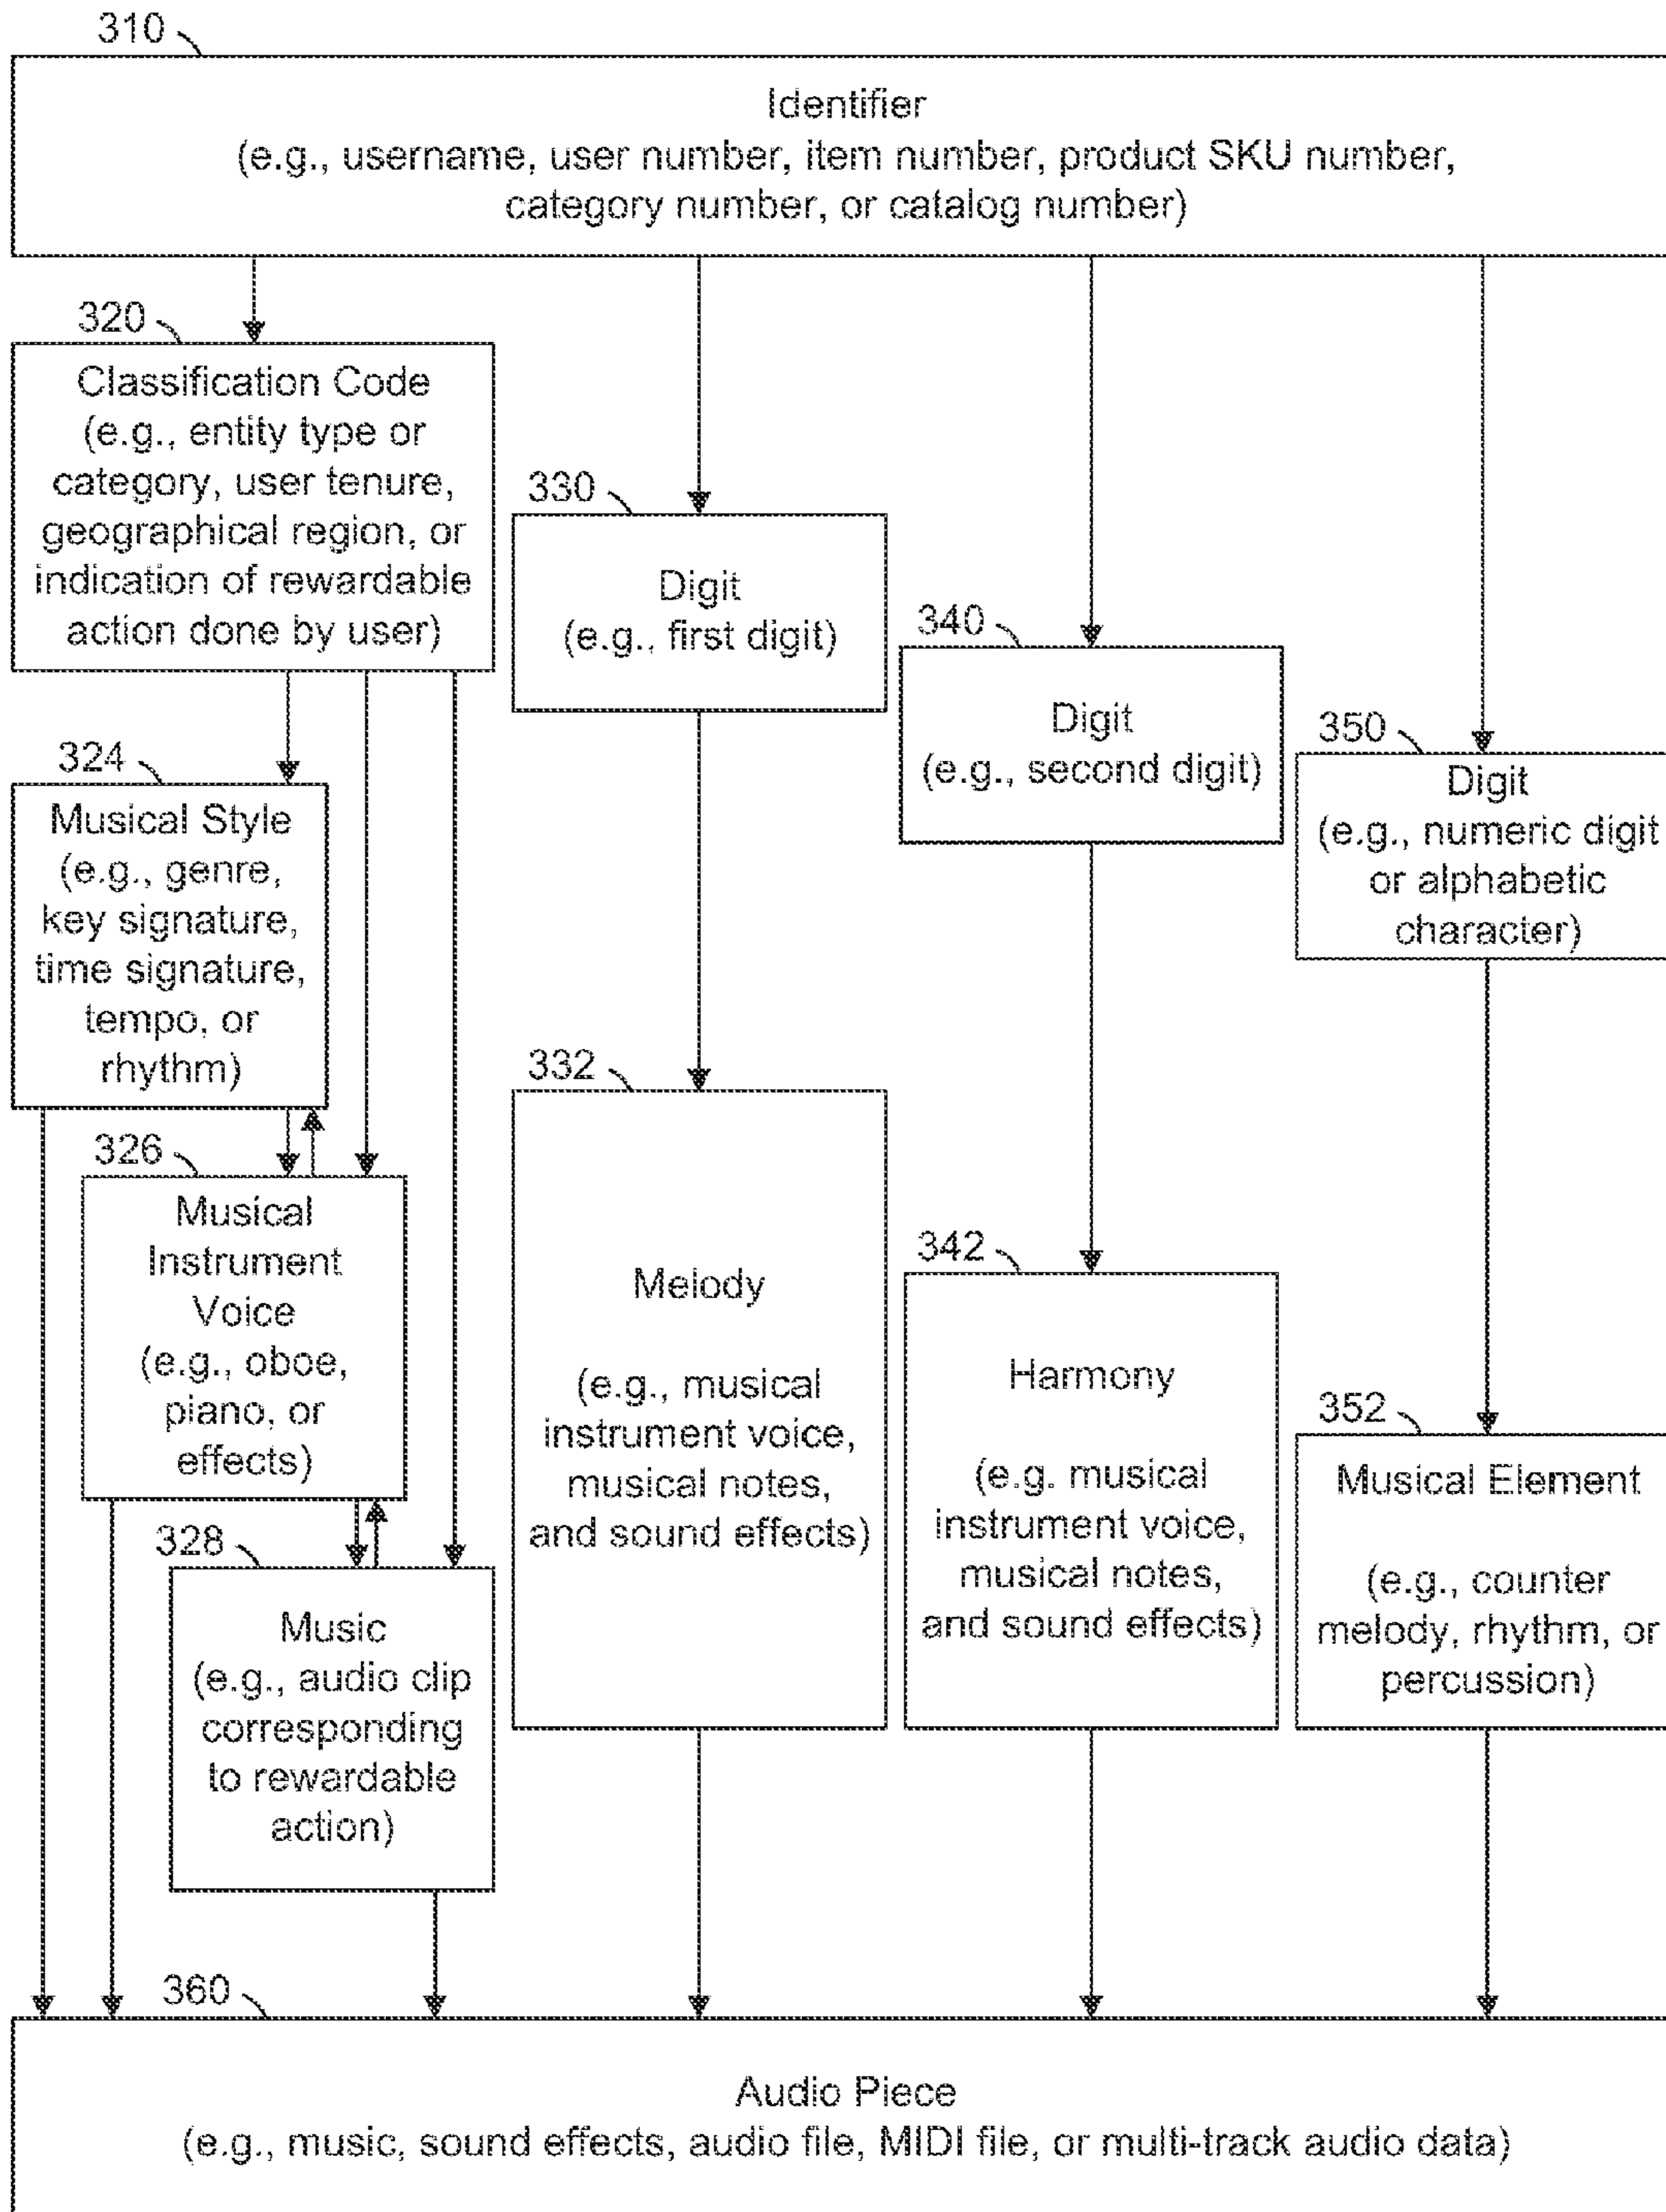 310
Identifier
(e.g., username, user number, item number, product SKU number,
category number, or catalog number)
320
Classification Code
(e.g., entity type or
category, user tenure,
geographical region, or
indication of rewardable
action done by user)
330
Digit
(e.g., first digit)
340
Digit
(e.g., second digit)
350
Digit
(e.g., numeric digit
or alphabetic
character)
324
Musical Style
(e.g., genre,
key signature,
time signature,
tempo, or
rhythm)
326
Musical
Instrument
Voice
(e.g., oboe,
piano, or
effects)
328
Music
(e.g., audio clip
corresponding
to rewardable
action)
332
Melody
(e.g., musical
instrument voice,
musical notes,
and sound effects)
342
Harmony
(e.g. musical
instrument voice,
musical notes,
and sound effects)
352
Musical Element
(e.g., counter
melody, rhythm, or
percussion)
360
Audio Piece
(e.g., music, sound effects, audio file, MIDI file, or multi-track audio data)